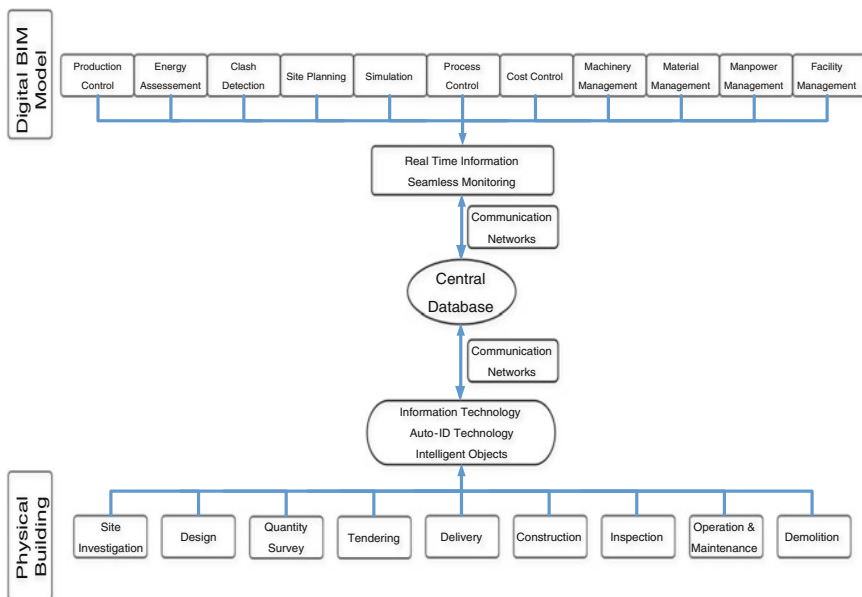 Digital BIM
Model
Production
Control
Energy
Assessement
Clash
Detection
Site Planning
Simulation
Process
Control
Cost Control
Machinery
Management
Material
Management
Manpower
Management
Facility
Management
Real Time Information
Seamless Monitoring
Communication
Networks
Central
Database
Communication
Networks
Information Technology
Auto-ID Technology
Intelligent Objects
Physical
Building
Site
Investigation
Design
Quantity
Survey
Tendering
Delivery
Construction
Inspection
Operation &
Maintenance
Demolition